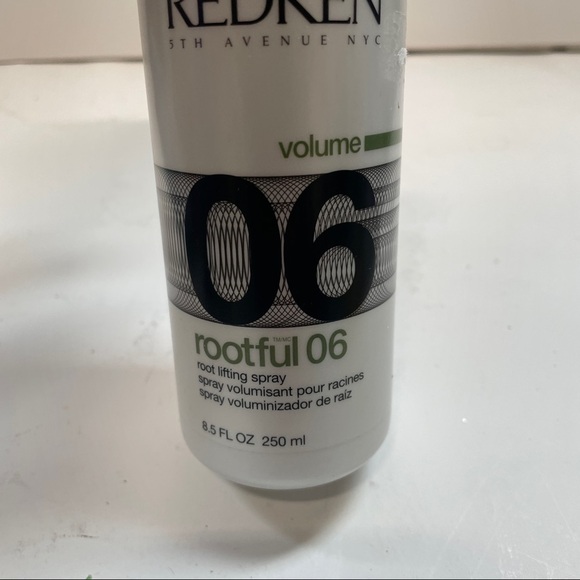 REDKEN
5TH AVENUE NYC
volume
06
rootful 06
root lifting spray
spray volumisant pour racines
spray voluminizador de raíz
8.5 FL OZ 250 ml